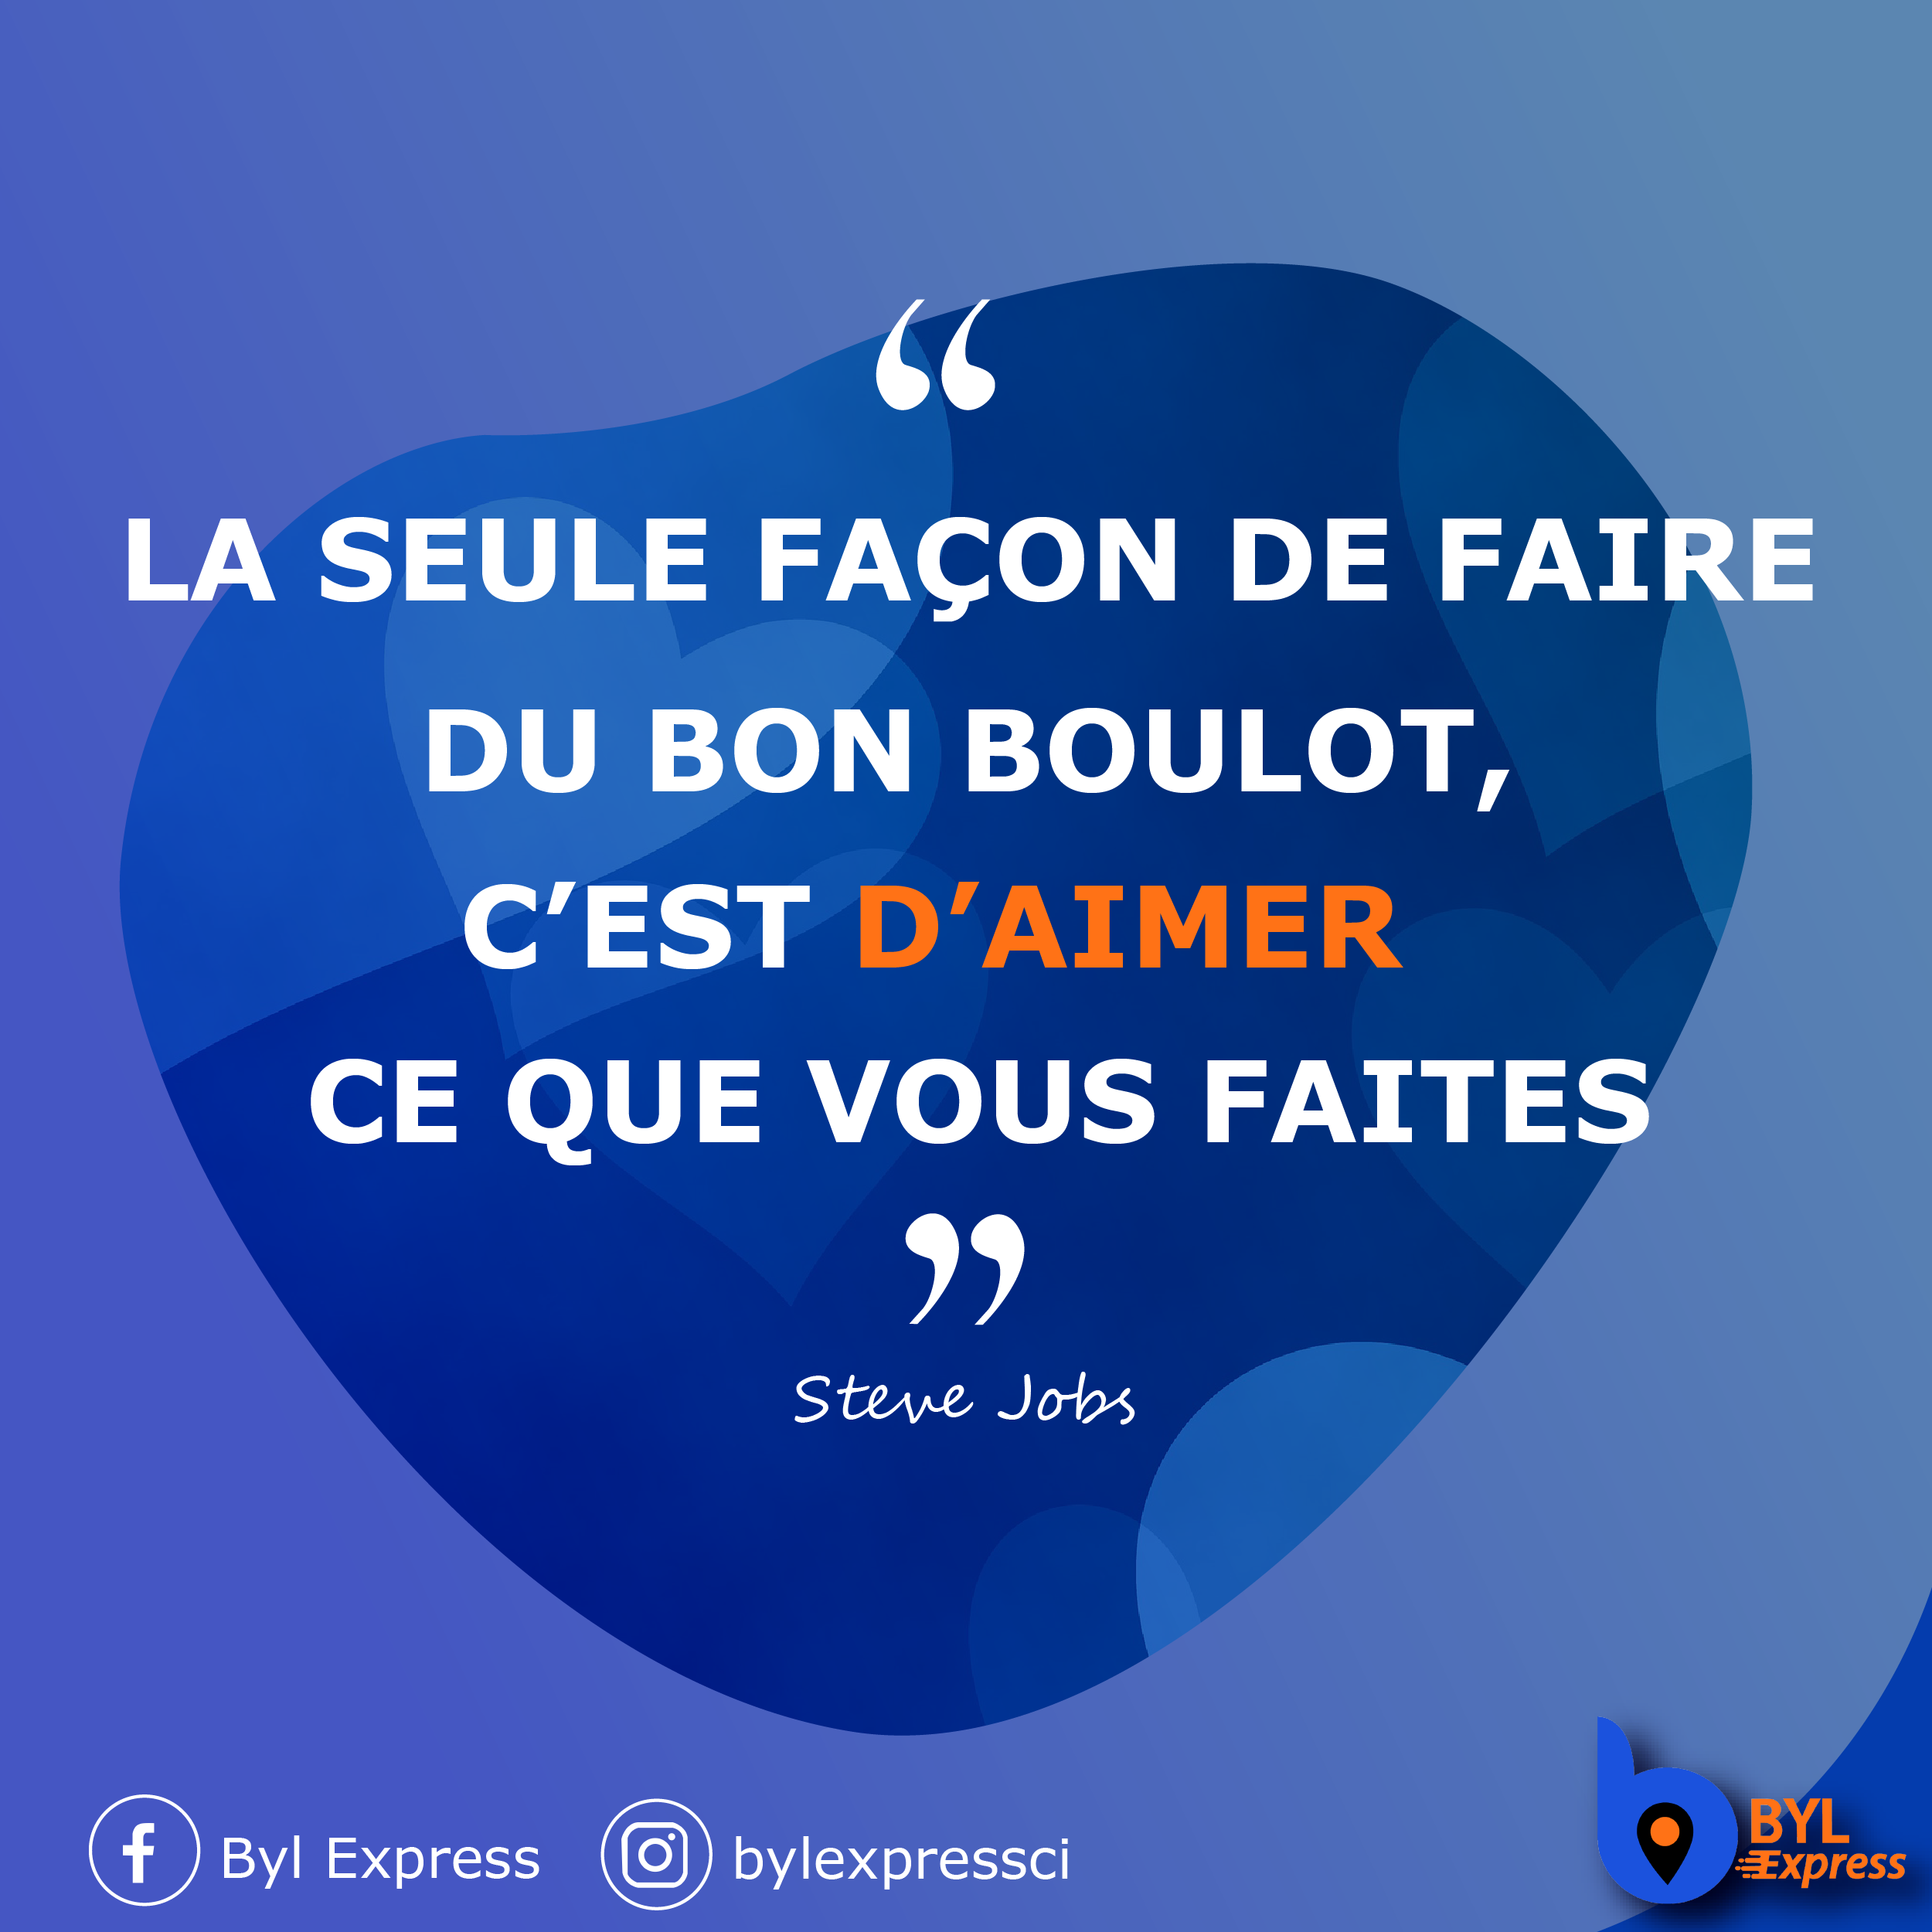 “
LA SEULE FAÇON DE FAIRE
DU BON BOULOT,
C’EST D’AIMER
CE QUE VOUS FAITES
”
Steve Jobs
Byl Express
bylexpressci
BYL
Express